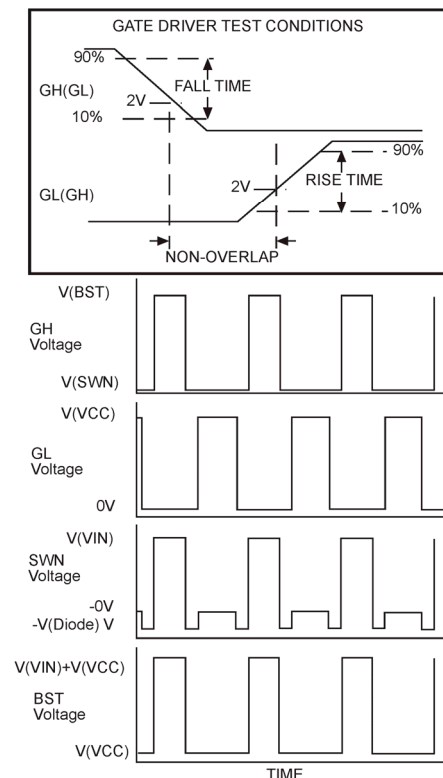 GATE DRIVER TEST CONDITIONS
90%
FALL TIME
GH(GL)
2V
10%
90%
2V
RISE TIME
GL(GH)
10%
NON-OVERLAP
V(BST)
GH
Voltage
V(SWN)
V(VCC)
GL
Voltage
0V
V(VIN)
SWN
Voltage
-0V
-V(Diode) V
V(VIN)+V(VCC)
BST
Voltage
V(VCC)
TIME